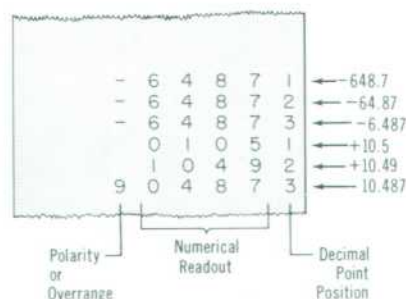 - 6 4 8 7 1 -648.7
- 6 4 8 7 2 -64.87
- 6 4 8 7 3 -6.487
0 1 0 5 1 +10.5
1 0 4 9 2 +10.49
9 0 4 8 7 3 10.487
Polarity or Overrange
Numerical Readout
Decimal Point Position